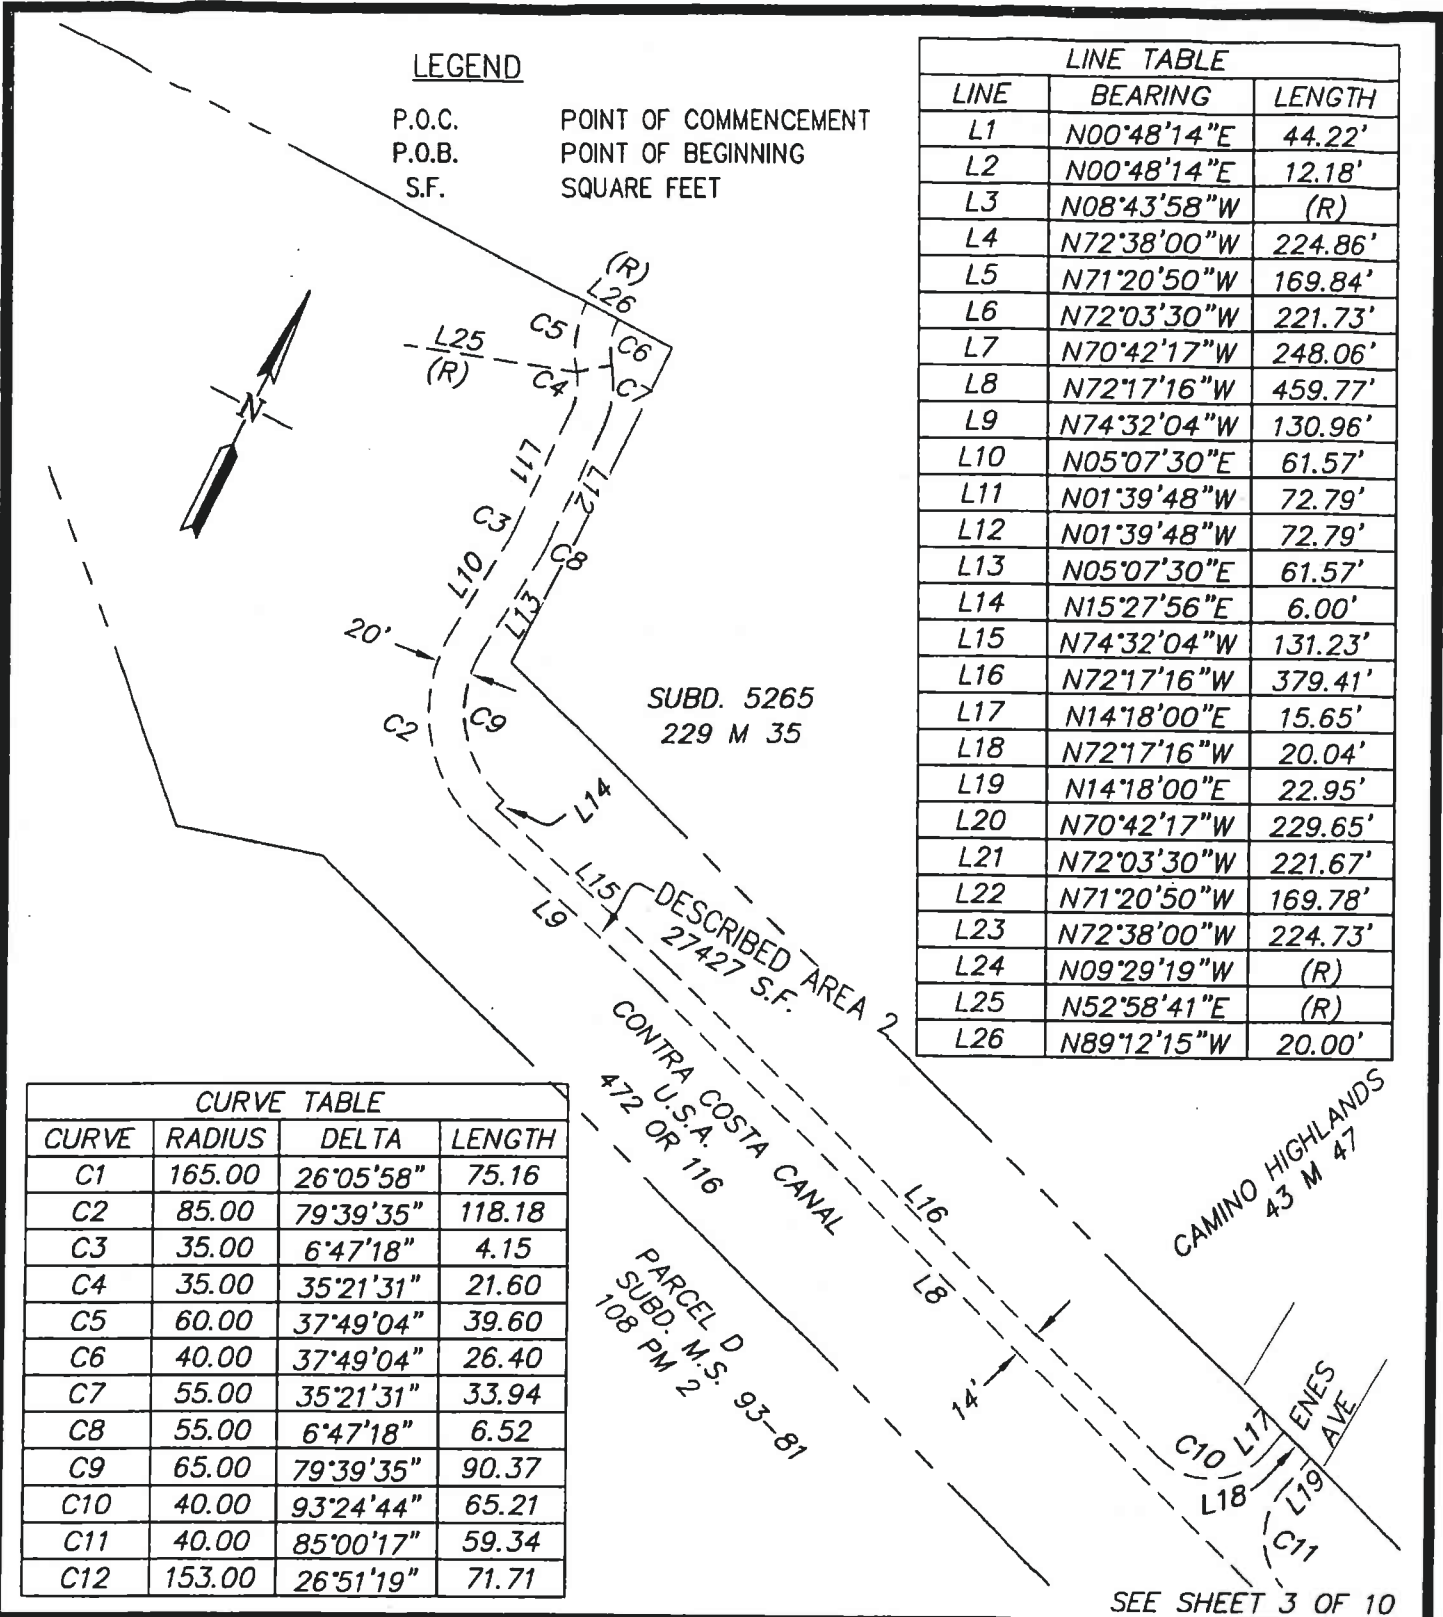 LEGEND
P.O.C. POINT OF COMMENCEMENT
P.O.B. POINT OF BEGINNING
S.F. SQUARE FEET
LINE TABLE
LINE BEARING LENGTH
L1 N00°48'14"E 44.22'
L2 N00°48'14"E 12.18'
L3 N08°43'58"W (R)
L4 N72°38'00"W 224.86'
L5 N71°20'50"W 169.84'
L6 N72°03'30"W 221.73'
L7 N70°42'17"W 248.06'
L8 N72°17'16"W 459.77'
L9 N74°32'04"W 130.96'
L10 N05°07'30"E 61.57'
L11 N01°39'48"W 72.79'
L12 N01°39'48"W 72.79'
L13 N05°07'30"E 61.57'
L14 N15°27'56"E 6.00'
L15 N74°32'04"W 131.23'
L16 N72°17'16"W 379.41'
L17 N14°18'00"E 15.65'
L18 N72°17'16"W 20.04'
L19 N14°18'00"E 22.95'
L20 N70°42'17"W 229.65'
L21 N72°03'30"W 221.67'
L22 N71°20'50"W 169.78'
L23 N72°38'00"W 224.73'
L24 N09°29'19"W (R)
L25 N52°58'41"E (R)
L26 N89°12'15"W 20.00'
(R)
L26
C5
C6
L25
(R)
C4
C7
N
L11
L12
C3
C8
L10
L13
20'
C2
C9
SUBD. 5265
229 M 35
L14
L15
L9
DESCRIBED AREA 2
27427 S.F.
CONTRA COSTA CANAL
U.S.A.
472 OR 116
L16
L8
CAMINO HIGHLANDS
43 M 47
PARCEL D
SUBD. M.S. 93-81
108 PM 2
14'
C10
L17
ENES
AVE
L18
L19
C11
CURVE TABLE
CURVE RADIUS DELTA LENGTH
C1 165.00 26°05'58" 75.16
C2 85.00 79°39'35" 118.18
C3 35.00 6°47'18" 4.15
C4 35.00 35°21'31" 21.60
C5 60.00 37°49'04" 39.60
C6 40.00 37°49'04" 26.40
C7 55.00 35°21'31" 33.94
C8 55.00 6°47'18" 6.52
C9 65.00 79°39'35" 90.37
C10 40.00 93°24'44" 65.21
C11 40.00 85°00'17" 59.34
C12 153.00 26°51'19" 71.71
SEE SHEET 3 OF 10